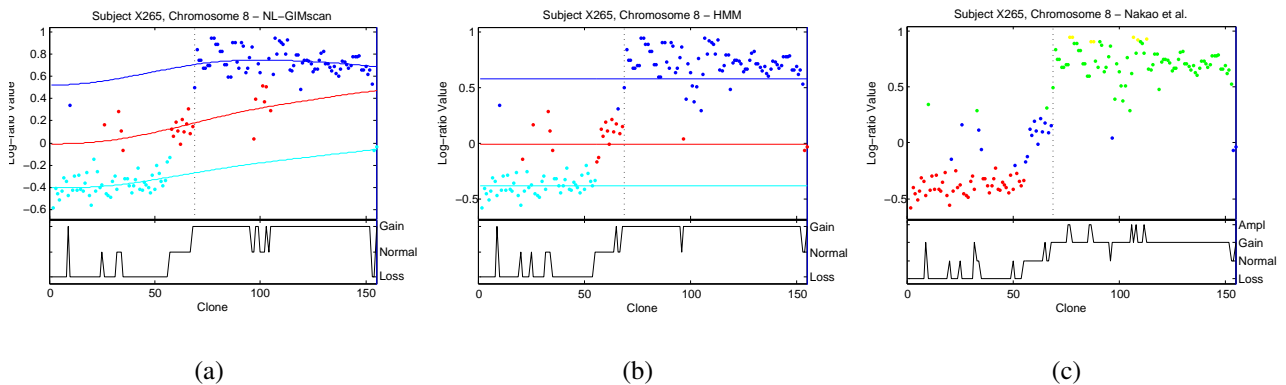 Subject X265, Chromosome 8 – NL–GIMscan
1
0.8
0.6
0.4
0.2
0
–0.2
–0.4
–0.6
Log–ratio Value
Gain
Normal
Loss
0
50
100
150
Clone
(a)
Subject X265, Chromosome 8 – HMM
1
0.5
0
–0.5
Log–ratio Value
Gain
Normal
Loss
0
50
100
150
Clone
(b)
Subject X265, Chromosome 8 – Nakao et al.
1
0.5
0
–0.5
Log–ratio Value
Ampl
Gain
Normal
Loss
0
50
100
150
Clone
(c)